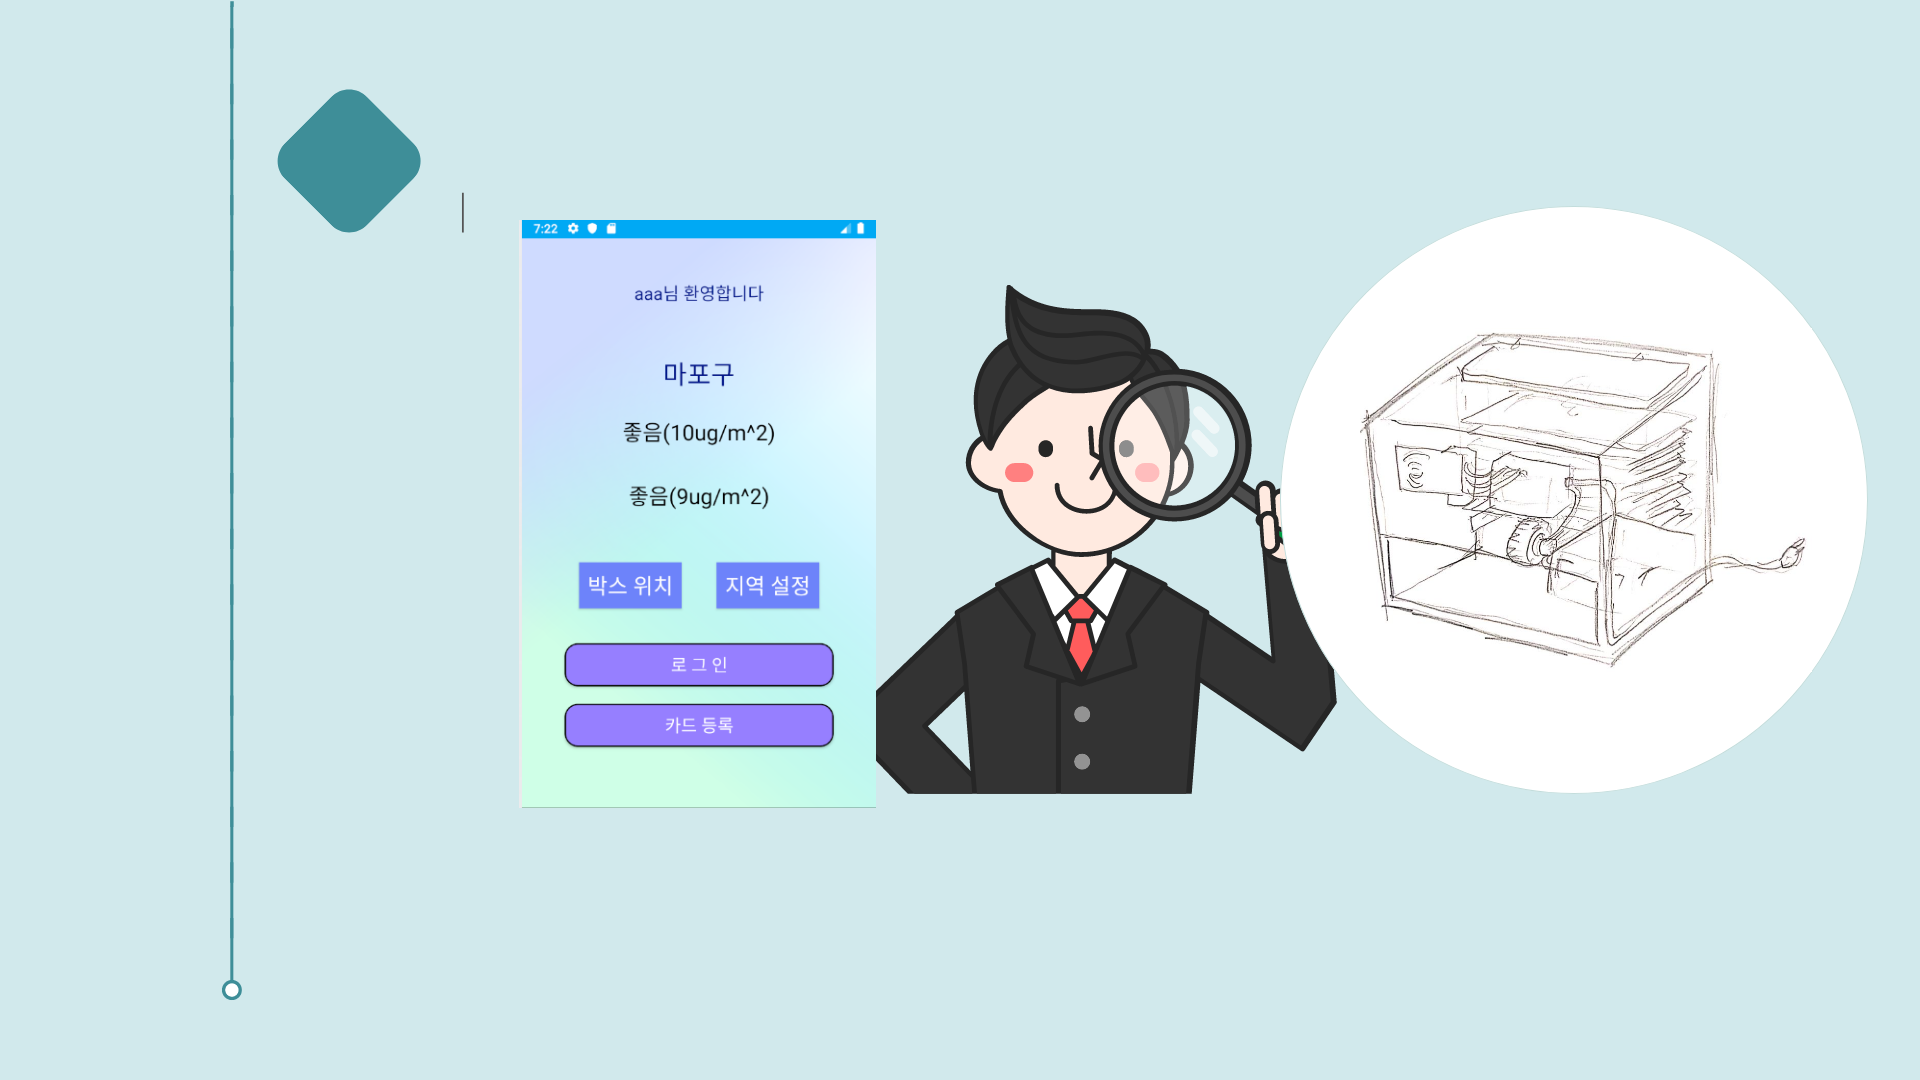 7:22
aaa님 환영합니다
마포구
좋음(10ug/m^2)
좋음(9ug/m^2)
박스 위치 지역 설정
로 그 인
카드 등록